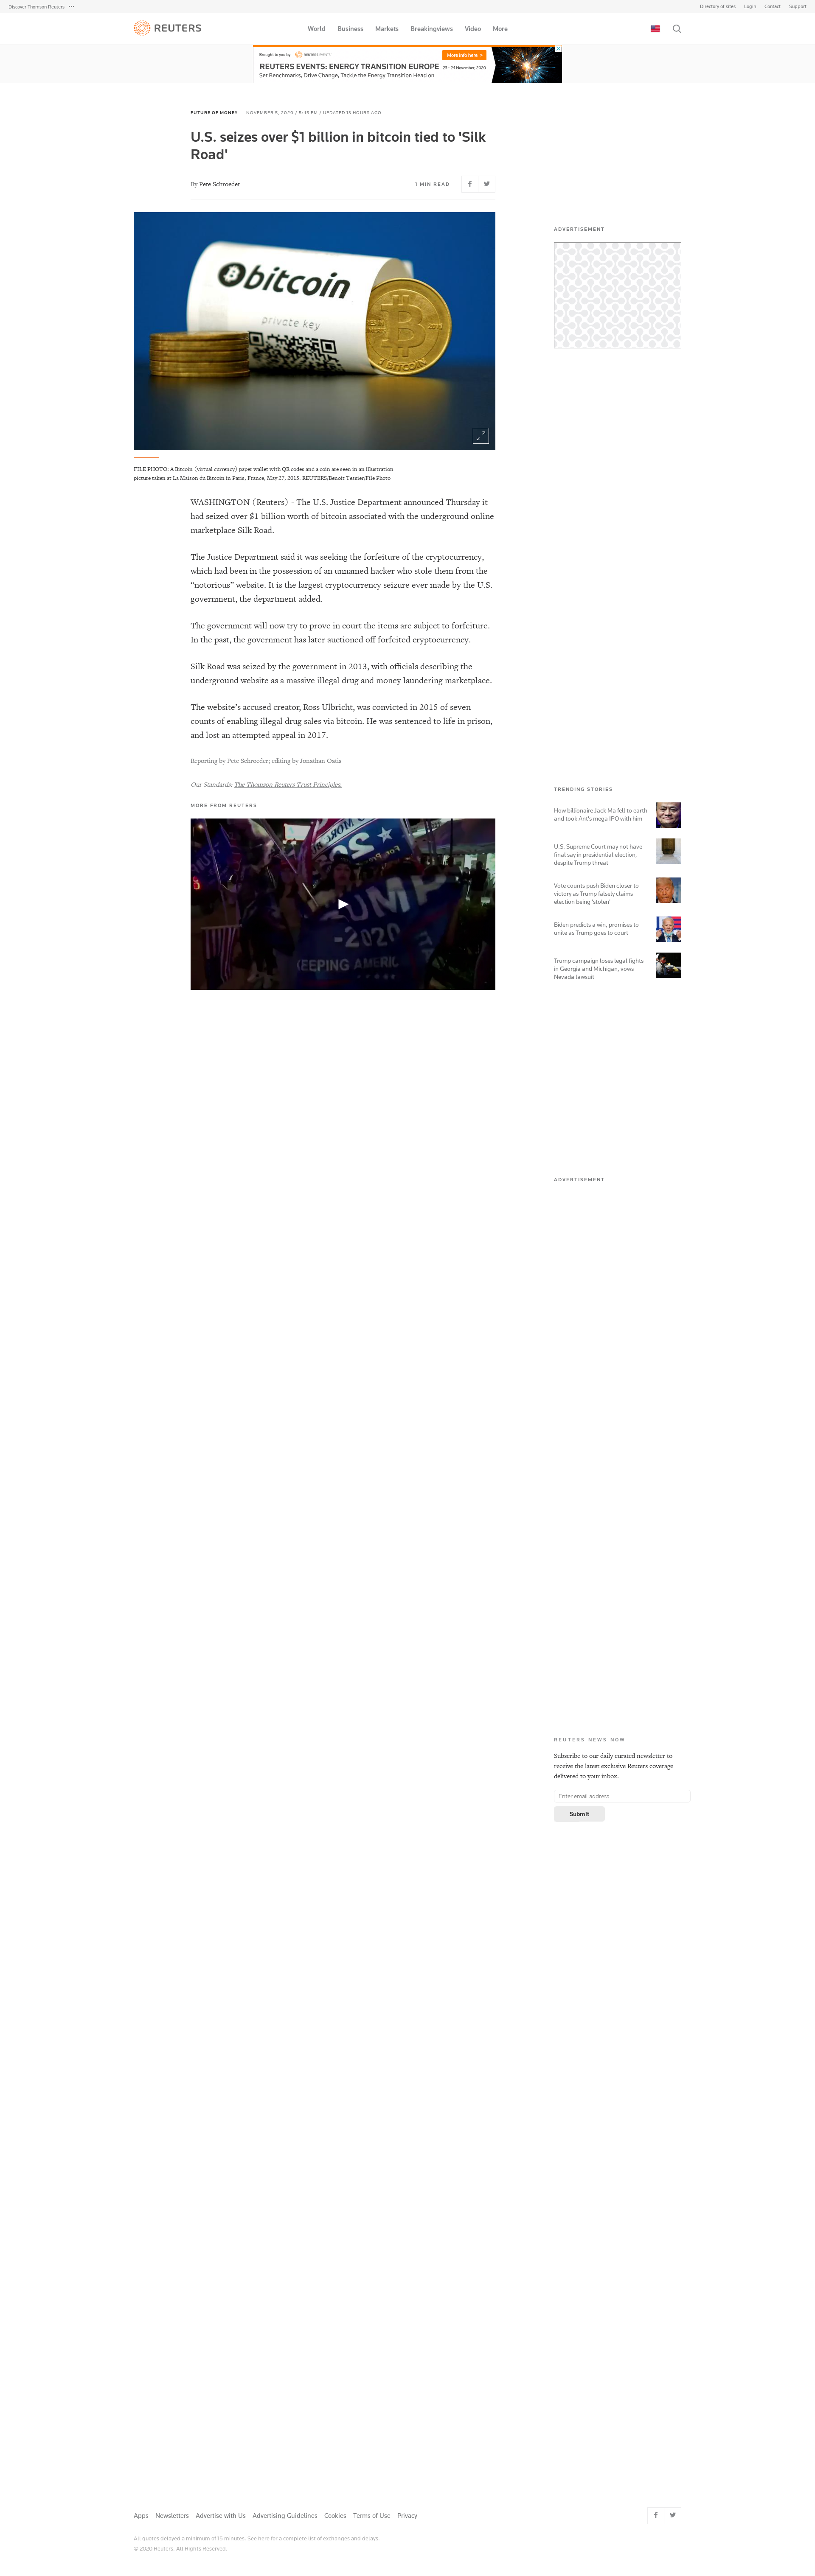 Discover Thomson Reuters •••
Directory of sites Login Contact Support
REUTERS
World Business Markets Breakingviews Video More
Brought to you by REUTERS EVENTS
More info here >
REUTERS EVENTS: ENERGY TRANSITION EUROPE
23 - 24 November, 2020
Set Benchmarks, Drive Change, Tackle the Energy Transition Head on
FUTURE OF MONEY NOVEMBER 5, 2020 / 5:45 PM / UPDATED 15 HOURS AGO
U.S. seizes over $1 billion in bitcoin tied to 'Silk
Road'
By Pete Schroeder
1 MIN READ
bitcoin
private key
2011
1 BITCOIN
FILE PHOTO: A Bitcoin (virtual currency) paper wallet with QR codes and a coin are seen in an illustration
picture taken at La Maison du Bitcoin in Paris, France, May 27, 2015. REUTERS/Benoit Tessier/File Photo
WASHINGTON (Reuters) - The U.S. Justice Department announced Thursday it
had seized over $1 billion worth of bitcoin associated with the underground online
marketplace Silk Road.
The Justice Department said it was seeking the forfeiture of the cryptocurrency,
which had been in the possession of an unnamed hacker who stole them from the
“notorious” website. It is the largest cryptocurrency seizure ever made by the U.S.
government, the department added.
The government will now try to prove in court the items are subject to forfeiture.
In the past, the government has later auctioned off forfeited cryptocurrency.
Silk Road was seized by the government in 2013, with officials describing the
underground website as a massive illegal drug and money laundering marketplace.
The website’s accused creator, Ross Ulbricht, was convicted in 2015 of seven
counts of enabling illegal drug sales via bitcoin. He was sentenced to life in prison,
and lost an attempted appeal in 2017.
Reporting by Pete Schroeder; editing by Jonathan Oatis
Our Standards: The Thomson Reuters Trust Principles.
MORE FROM REUTERS
2020
KEEPING AMERICA
ADVERTISEMENT
TRENDING STORIES
How billionaire Jack Ma fell to earth
and took Ant's mega IPO with him
U.S. Supreme Court may not have
final say in presidential election,
despite Trump threat
Vote counts push Biden closer to
victory as Trump falsely claims
election being 'stolen'
Biden predicts a win, promises to
unite as Trump goes to court
Trump campaign loses legal fights
in Georgia and Michigan, vows
Nevada lawsuit
ADVERTISEMENT
REUTERS NEWS NOW
Subscribe to our daily curated newsletter to
receive the latest exclusive Reuters coverage
delivered to your inbox.
Enter email address
Submit
Apps Newsletters Advertise with Us Advertising Guidelines Cookies Terms of Use Privacy
All quotes delayed a minimum of 15 minutes. See here for a complete list of exchanges and delays.
© 2020 Reuters. All Rights Reserved.